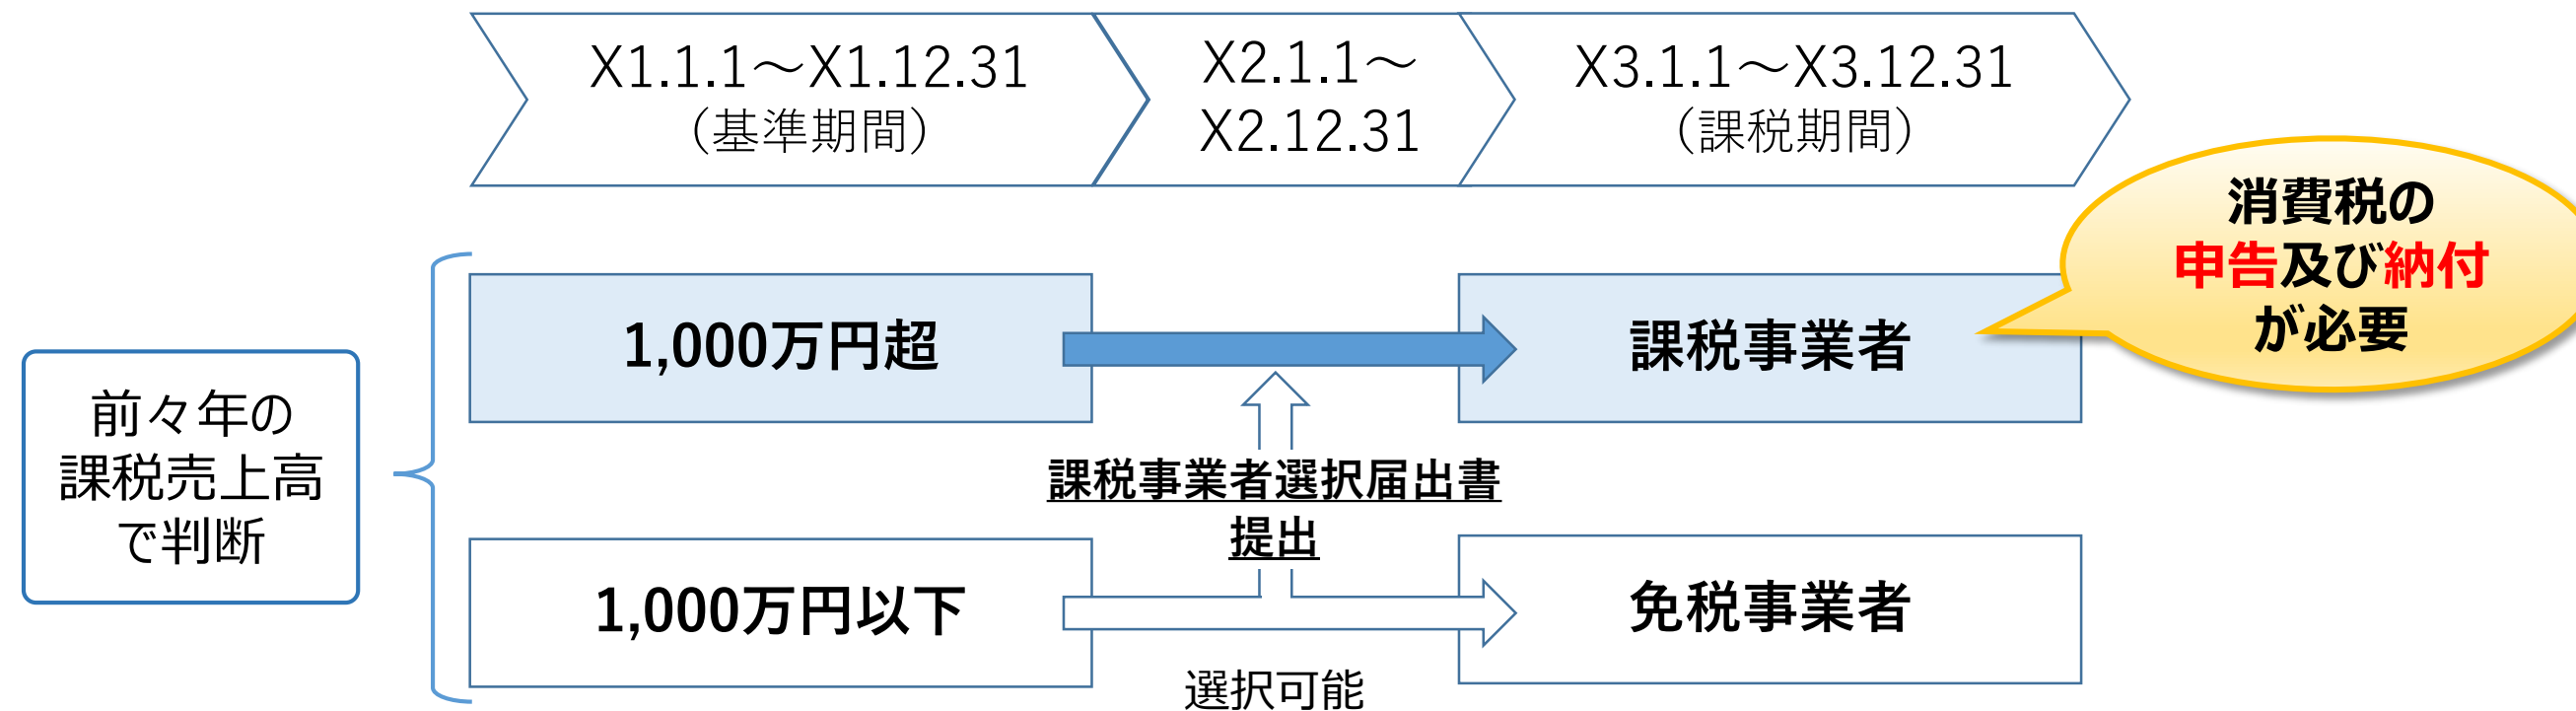 X1.1.1～X1.12.31
（基準期間）
X2.1.1～
X2.12.31
X3.1.1～X3.12.31
（課税期間）
消費税の
申告及び納付
が必要
前々年の
課税売上高
で判断
1,000万円超
課税事業者
課税事業者選択届出書
提出
1,000万円以下
免税事業者
選択可能